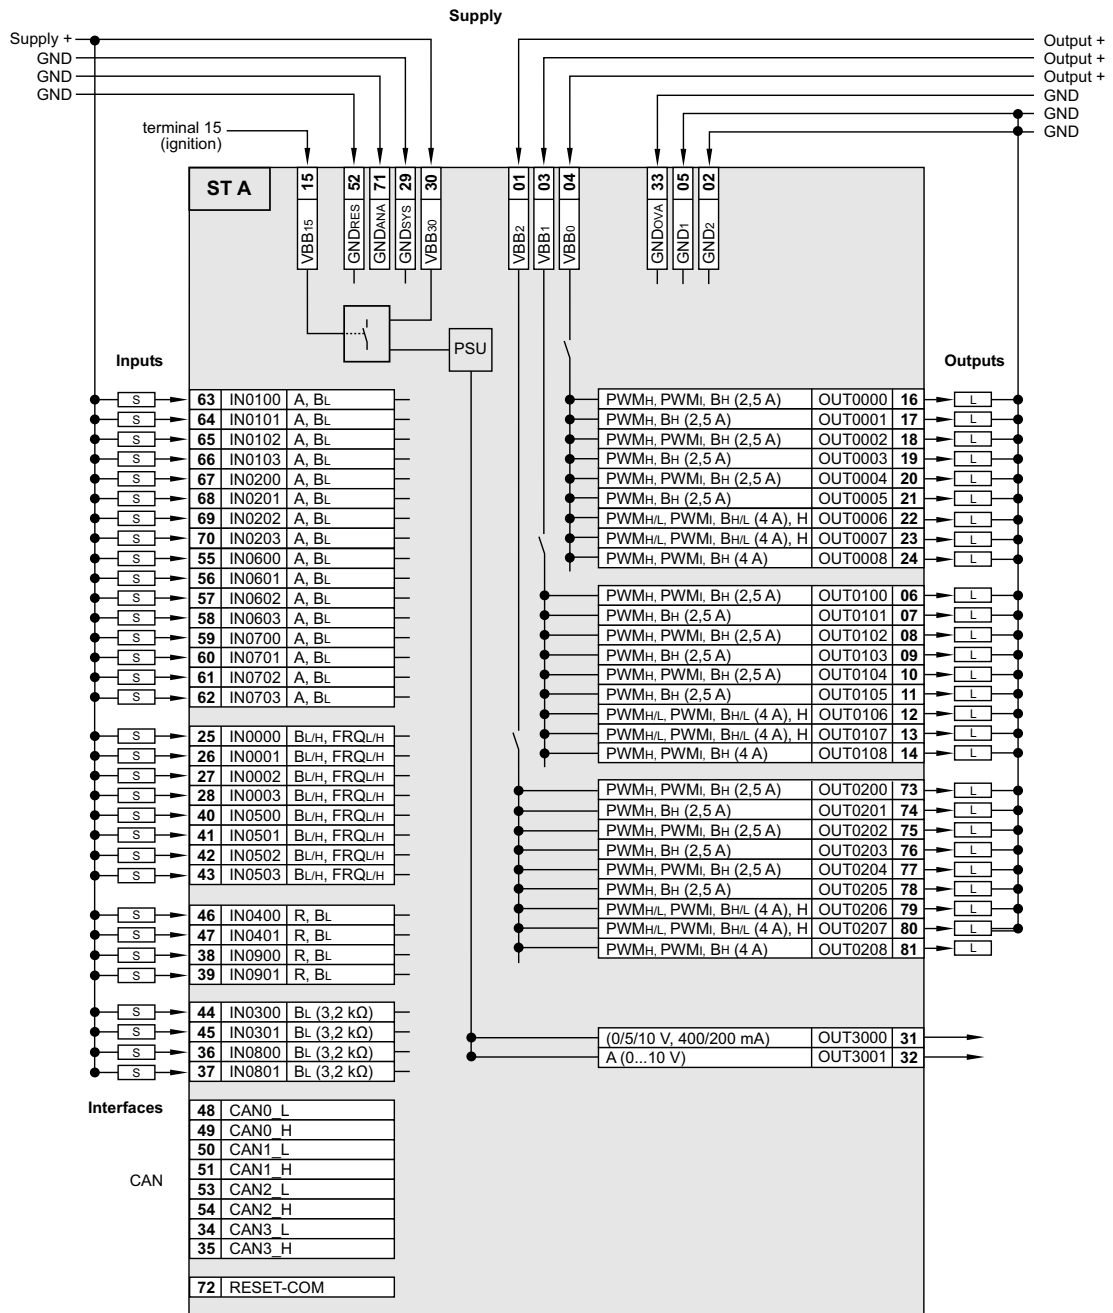 Supply
Supply +
GND
GND
GND
Output +
Output +
Output +
GND
GND
GND
terminal 15
(ignition)
ST A
15 VBB15
52 GNDRES
71 GNDANA
29 GNDSYS
30 VBB30
01 VBB2
03 VBB1
04 VBB0
33 GNDOVA
05 GND1
02 GND2
PSU
Inputs
S 63 IN0100 A, BL
S 64 IN0101 A, BL
S 65 IN0102 A, BL
S 66 IN0103 A, BL
S 67 IN0200 A, BL
S 68 IN0201 A, BL
S 69 IN0202 A, BL
S 70 IN0203 A, BL
S 55 IN0600 A, BL
S 56 IN0601 A, BL
S 57 IN0602 A, BL
S 58 IN0603 A, BL
S 59 IN0700 A, BL
S 60 IN0701 A, BL
S 61 IN0702 A, BL
S 62 IN0703 A, BL
S 25 IN0000 BL/H, FRQL/H
S 26 IN0001 BL/H, FRQL/H
S 27 IN0002 BL/H, FRQL/H
S 28 IN0003 BL/H, FRQL/H
S 40 IN0500 BL/H, FRQL/H
S 41 IN0501 BL/H, FRQL/H
S 42 IN0502 BL/H, FRQL/H
S 43 IN0503 BL/H, FRQL/H
S 46 IN0400 R, BL
S 47 IN0401 R, BL
S 38 IN0900 R, BL
S 39 IN0901 R, BL
S 44 IN0300 BL (3,2 kΩ)
S 45 IN0301 BL (3,2 kΩ)
S 36 IN0800 BL (3,2 kΩ)
S 37 IN0801 BL (3,2 kΩ)
Interfaces
CAN
48 CAN0_L
49 CAN0_H
50 CAN1_L
51 CAN1_H
53 CAN2_L
54 CAN2_H
34 CAN3_L
35 CAN3_H
72 RESET-COM
Outputs
PWMH, PWMI, BH (2,5 A) OUT0000 16 L
PWMH, BH (2,5 A) OUT0001 17 L
PWMH, PWMI, BH (2,5 A) OUT0002 18 L
PWMH, BH (2,5 A) OUT0003 19 L
PWMH, PWMI, BH (2,5 A) OUT0004 20 L
PWMH, BH (2,5 A) OUT0005 21 L
PWMH/L, PWMI, BH/L (4 A), H OUT0006 22 L
PWMH/L, PWMI, BH/L (4 A), H OUT0007 23 L
PWMH, PWMI, BH (4 A) OUT0008 24 L
PWMH, PWMI, BH (2,5 A) OUT0100 06 L
PWMH, BH (2,5 A) OUT0101 07 L
PWMH, PWMI, BH (2,5 A) OUT0102 08 L
PWMH, BH (2,5 A) OUT0103 09 L
PWMH, PWMI, BH (2,5 A) OUT0104 10 L
PWMH, BH (2,5 A) OUT0105 11 L
PWMH/L, PWMI, BH/L (4 A), H OUT0106 12 L
PWMH/L, PWMI, BH/L (4 A), H OUT0107 13 L
PWMH, PWMI, BH (4 A) OUT0108 14 L
PWMH, PWMI, BH (2,5 A) OUT0200 73 L
PWMH, BH (2,5 A) OUT0201 74 L
PWMH, PWMI, BH (2,5 A) OUT0202 75 L
PWMH, BH (2,5 A) OUT0203 76 L
PWMH, PWMI, BH (2,5 A) OUT0204 77 L
PWMH, BH (2,5 A) OUT0205 78 L
PWMH/L, PWMI, BH/L (4 A), H OUT0206 79 L
PWMH/L, PWMI, BH/L (4 A), H OUT0207 80 L
PWMH, PWMI, BH (4 A) OUT0208 81 L
(0/5/10 V, 400/200 mA) OUT3000 31
A (0...10 V) OUT3001 32